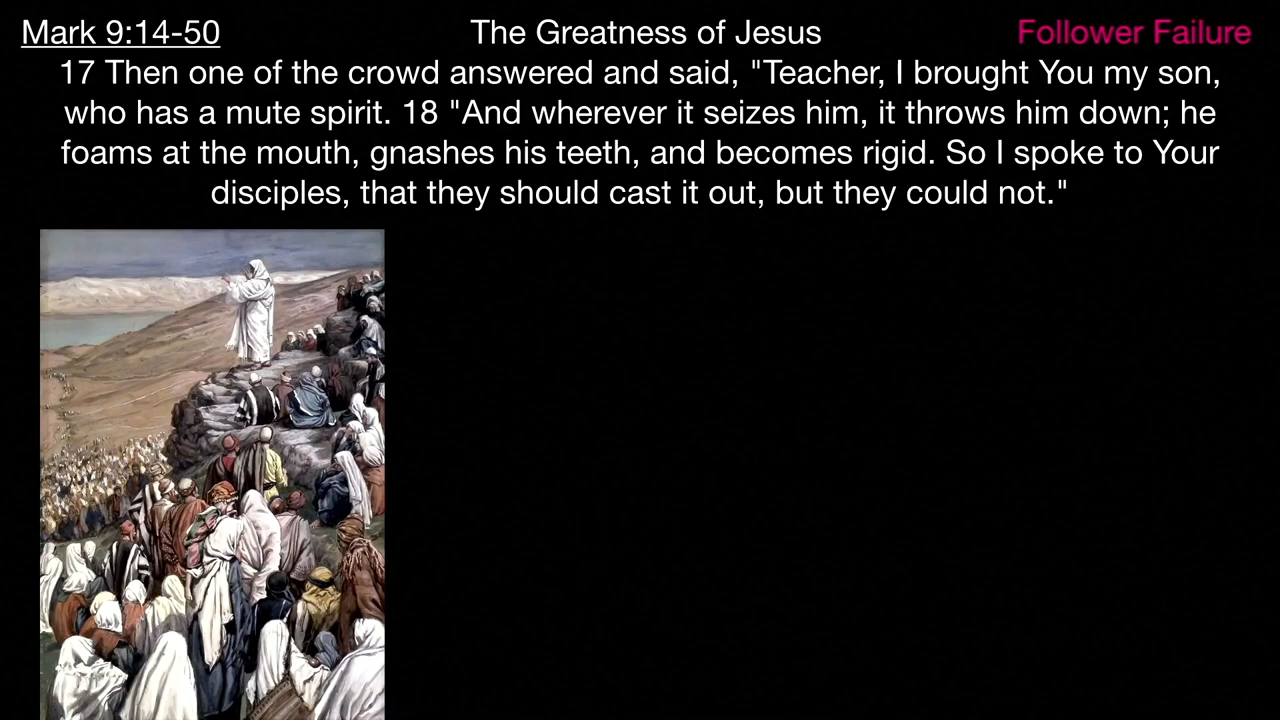 Mark 9:14-50 The Greatness of Jesus Follower Failure
17 Then one of the crowd answered and said, "Teacher, I brought You my son,
who has a mute spirit. 18 "And wherever it seizes him, it throws him down; he
foams at the mouth, gnashes his teeth, and becomes rigid. So I spoke to Your
disciples, that they should cast it out, but they could not."